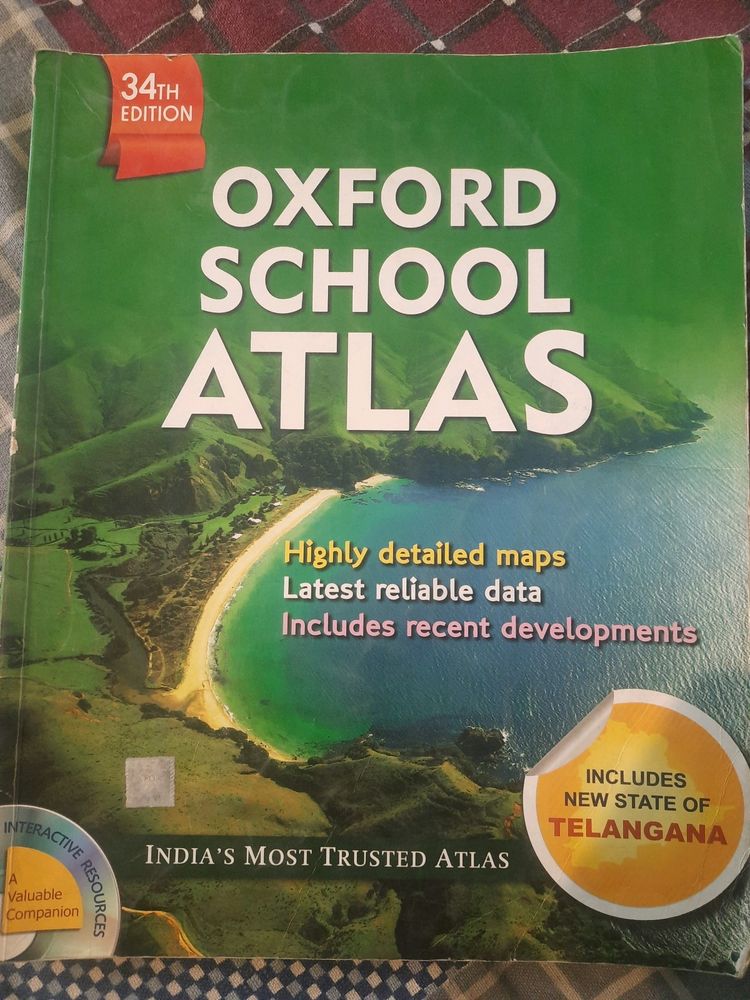 34TH
EDITION
OXFORD
SCHOOL
ATLAS
Highly detailed maps
Latest reliable data
Includes recent developments
INCLUDES
NEW STATE OF
TELANGANA
INDIA'S MOST TRUSTED ATLAS
INTERACTIVE RESOURCES
A
Valuable
Companion